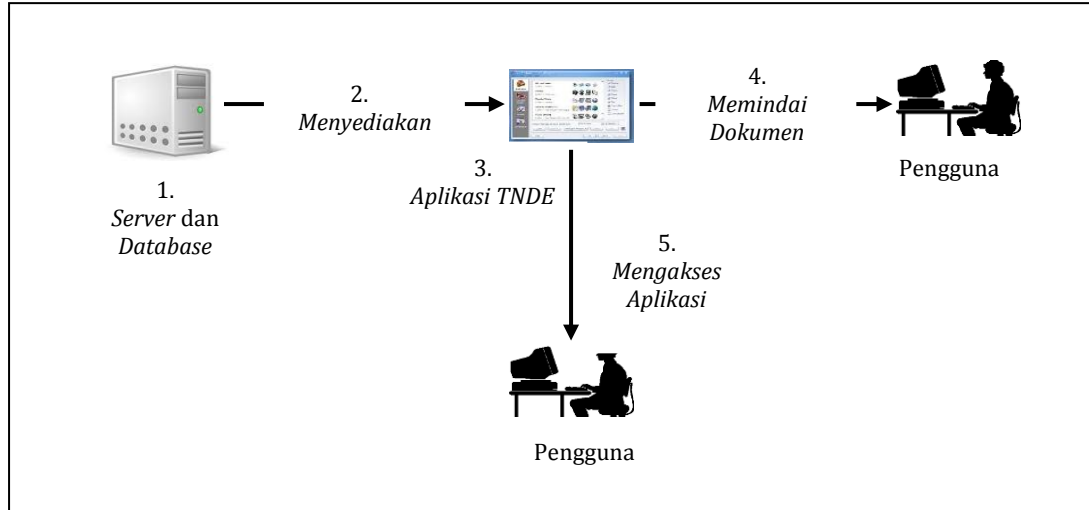 1.
Server dan
Database
2.
Menyediakan
3.
Aplikasi TNDE
4.
Memindai
Dokumen
Pengguna
5.
Mengakses
Aplikasi
Pengguna